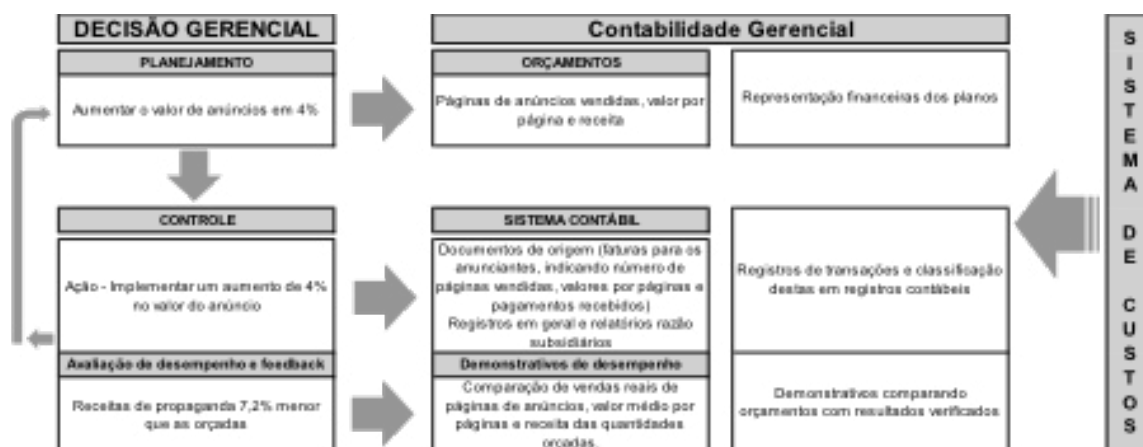 DECISÃO GERENCIAL
Contabilidade Gerencial
PLANEJAMENTO
Aumentar o valor de anúncios em 4%
ORÇAMENTOS
Páginas de anúncios vendidas, valor por
página e receita
Representação financeiras dos planos
CONTROLE
Ação - Implementar um aumento de 4%
no valor do anúncio
SISTEMA CONTÁBIL
Documentos de origem (faturas para os
anunciantes, indicando número de
páginas vendidas, valores por páginas e
pagamentos recebidos)
Registros em geral e relatórios razão
subsidiários
Registros de transações e classificação
destas em registros contábeis
Avaliação de desempenho e feedback
Receitas de propaganda 7,2% menor
que as orçadas
Demonstrativos de desempenho
Comparação de vendas reais de
páginas de anúncios, valor médio por
páginas e receita das quantidades
orçadas.
Demonstrativos comparando
orçamentos com resultados verificados
SISTEMA DE CUSTOS